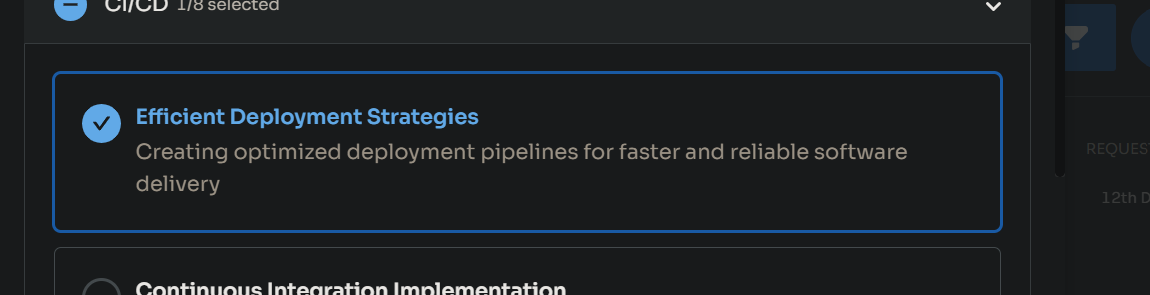 CI/CD 1/8 selected
Efficient Deployment Strategies
Creating optimized deployment pipelines for faster and reliable software
delivery
REQUEST
12th D
Continuous Integration Implementation